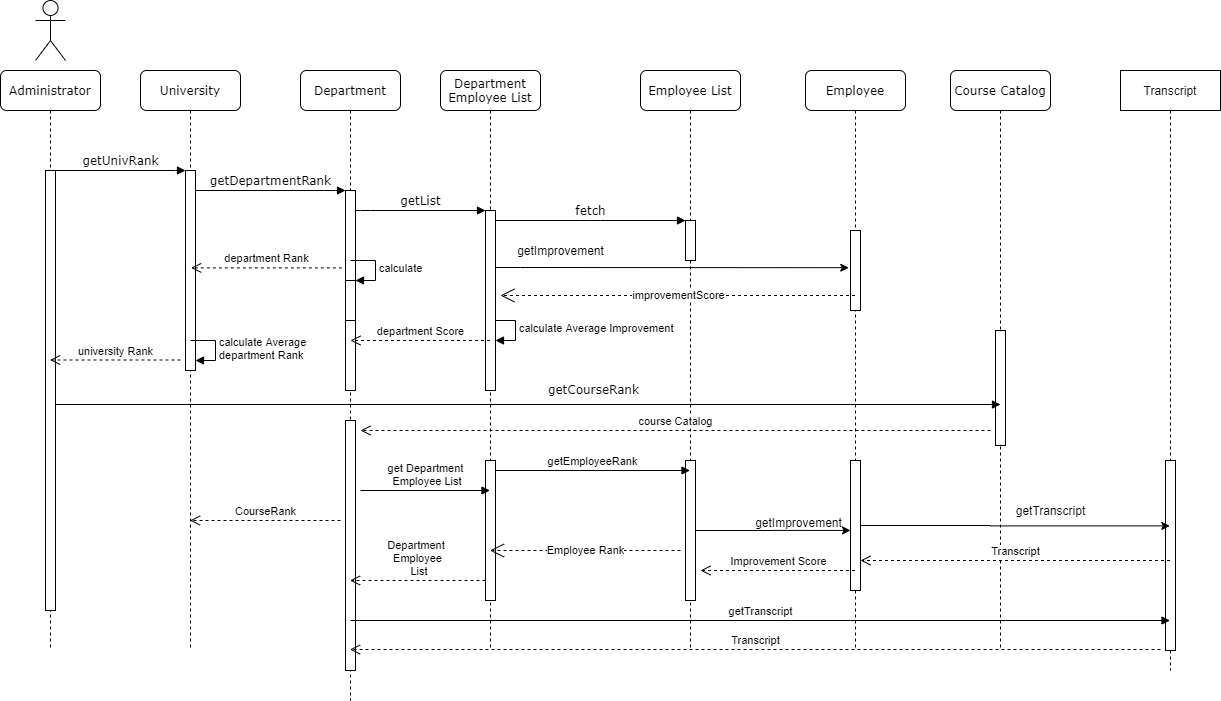 Administrator
University
Department
Department
Employee List
Employee List
Employee
Course Catalog
Transcript
getUnivRank
getDepartmentRank
getList
fetch
getImprovement
department Rank
calculate
improvementScore
department Score
calculate Average Improvement
calculate Average
department Rank
university Rank
getCourseRank
course Catalog
get Department
Employee List
getEmployeeRank
CourseRank
getTranscript
getImprovement
Department
Employee
List
Employee Rank
Improvement Score
Transcript
getTranscript
Transcript